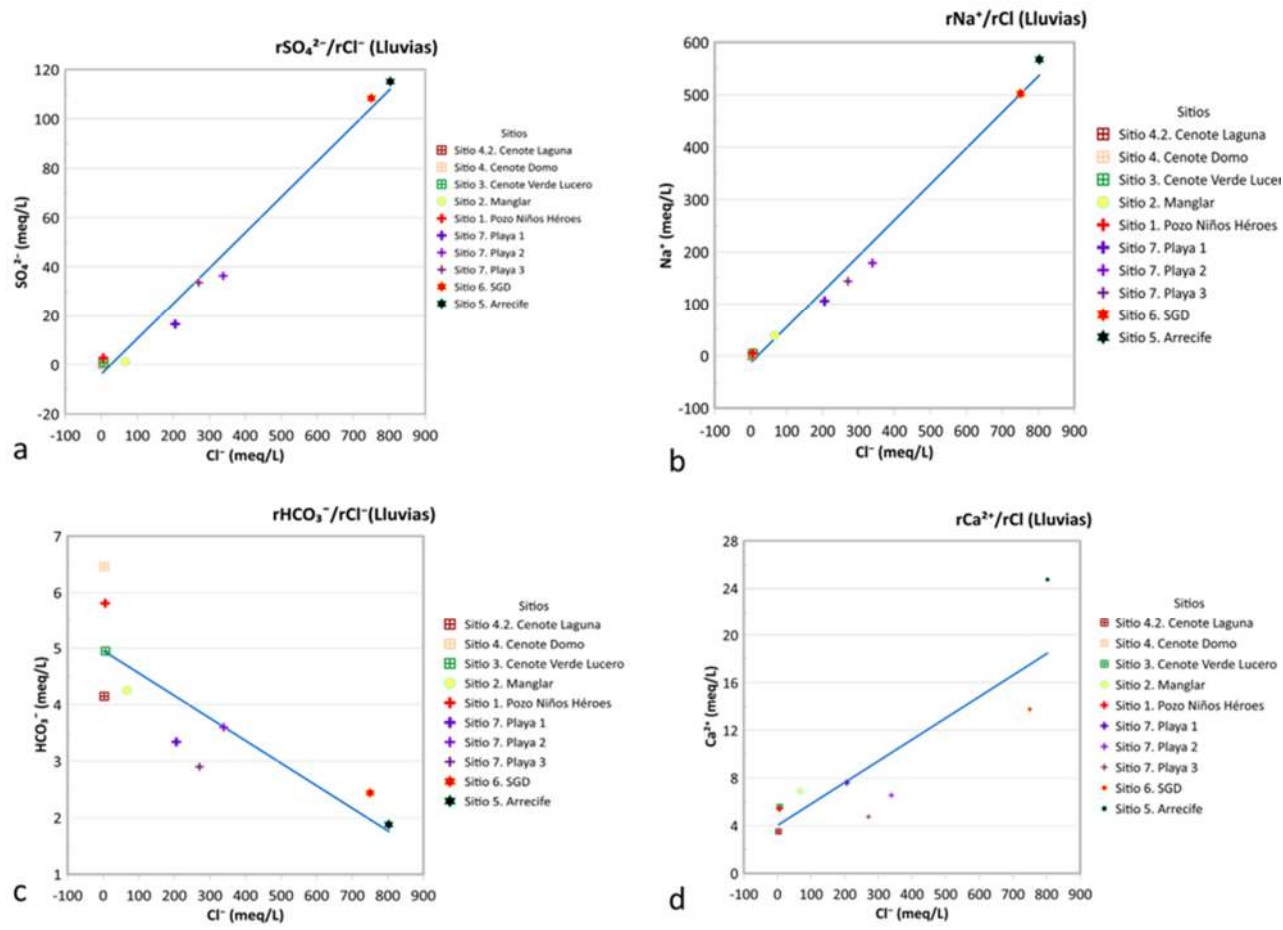 rSO₄²⁻/rCl⁻ (Lluvias)
120
100
80
60
40
20
0
-20
SO₄²⁻ (meq/L)
-100 0 100 200 300 400 500 600 700 800 900
Cl⁻ (meq/L)
Sitios
Sitio 4.2. Cenote Laguna
Sitio 4. Cenote Domo
Sitio 3. Cenote Verde Lucero
Sitio 2. Manglar
Sitio 1. Pozo Niños Héroes
Sitio 7. Playa 1
Sitio 7. Playa 2
Sitio 7. Playa 3
Sitio 6. SGD
Sitio 5. Arrecife
a
rNa⁺/rCl (Lluvias)
600
500
400
300
200
100
0
-100
Na⁺ (meq/L)
-100 0 100 200 300 400 500 600 700 800 900
Cl⁻ (meq/L)
Sitios
Sitio 4.2. Cenote Laguna
Sitio 4. Cenote Domo
Sitio 3. Cenote Verde Lucer
Sitio 2. Manglar
Sitio 1. Pozo Niños Héroes
Sitio 7. Playa 1
Sitio 7. Playa 2
Sitio 7. Playa 3
Sitio 6. SGD
Sitio 5. Arrecife
b
rHCO₃⁻/rCl⁻(Lluvias)
7
6
5
4
3
2
1
HCO₃⁻ (meq/L)
-100 0 100 200 300 400 500 600 700 800 900
Cl⁻ (meq/L)
Sitios
Sitio 4.2. Cenote Laguna
Sitio 4. Cenote Domo
Sitio 3. Cenote Verde Lucero
Sitio 2. Manglar
Sitio 1. Pozo Niños Héroes
Sitio 7. Playa 1
Sitio 7. Playa 2
Sitio 7. Playa 3
Sitio 6. SGD
Sitio 5. Arrecife
c
rCa²⁺/rCl (Lluvias)
28
24
20
16
12
8
4
0
Ca²⁺ (meq/L)
-100 0 100 200 300 400 500 600 700 800 900
Cl⁻ (meq/L)
Sitios
Sitio 4.2. Cenote Laguna
Sitio 4. Cenote Domo
Sitio 3. Cenote Verde Lucero
Sitio 2. Manglar
Sitio 1. Pozo Niños Héroes
Sitio 7. Playa 1
Sitio 7. Playa 2
Sitio 7. Playa 3
Sitio 6. SGD
Sitio 5. Arrecife
d